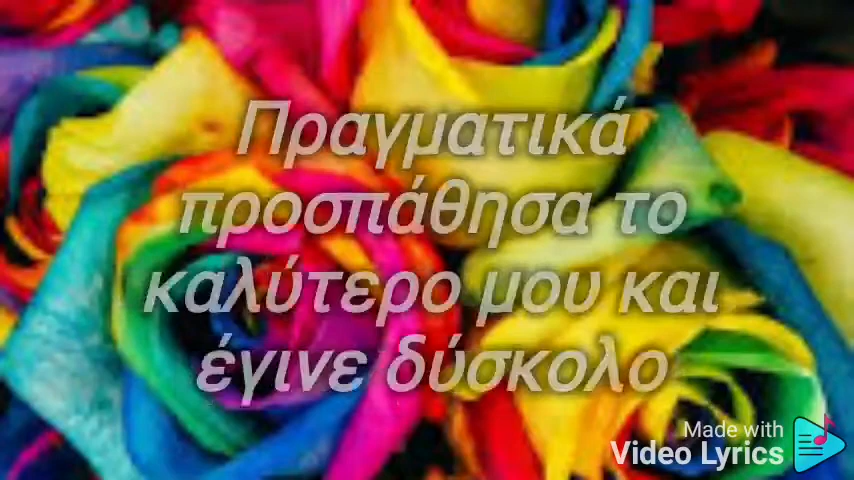 Πραγματικά
προσπάθησα το
καλύτερο μου και
έγινε δύσκολο
Made with
Video Lyrics